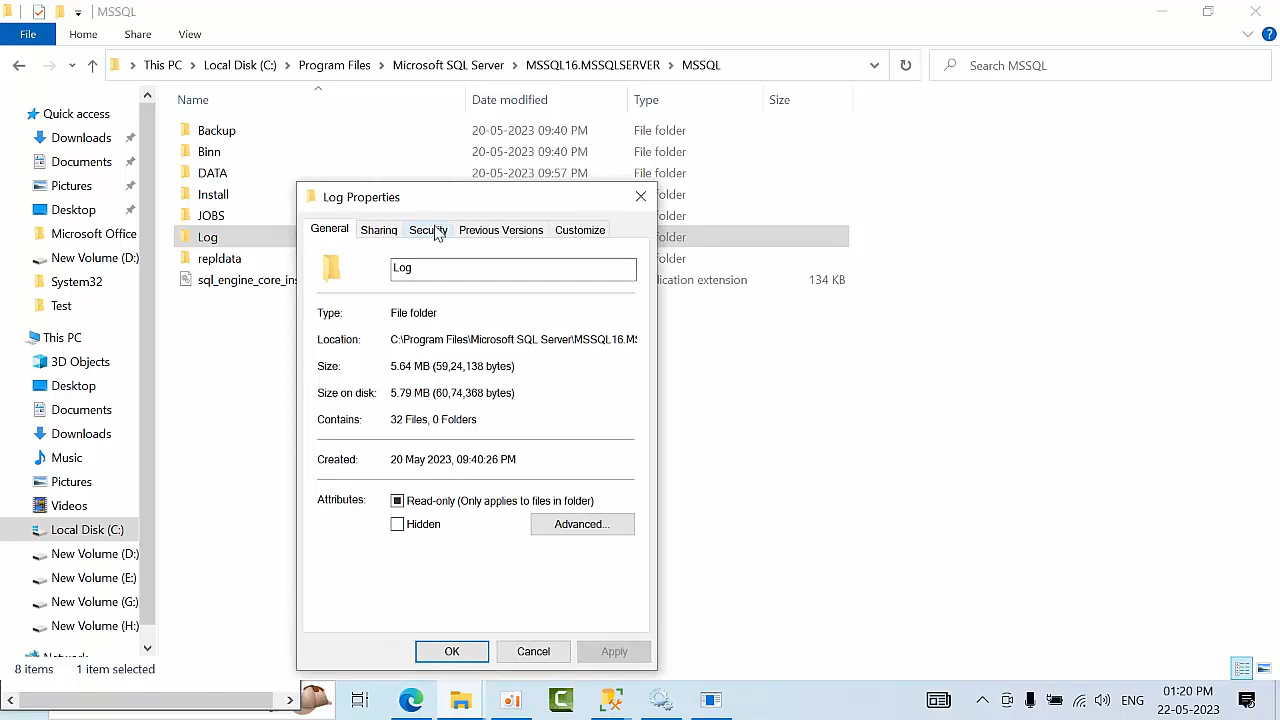 MSSQL
File Home Share View
This PC Local Disk (C:) Program Files Microsoft SQL Server MSSQL16.MSSQLSERVER MSSQL
Search MSSQL
Name Date modified Type Size
Quick access
Downloads
Documents
Pictures
Desktop
Microsoft Office
New Volume (D:)
System32
Test
This PC
3D Objects
Desktop
Documents
Downloads
Music
Pictures
Videos
Local Disk (C:)
New Volume (D:)
New Volume (E:)
New Volume (G:)
New Volume (H:)
Network
Backup 20-05-2023 09:40 PM File folder
Binn 20-05-2023 09:40 PM File folder
DATA 20-05-2023 09:57 PM File folder
Install folder
JOBS folder
Log folder
repldata folder
sql_engine_core_ins lication extension 134 KB
Log Properties
General Sharing Security Previous Versions Customize
Log
Type: File folder
Location: C:\Program Files\Microsoft SQL Server\MSSQL16.MS
Size: 5.64 MB (59,24,138 bytes)
Size on disk: 5.79 MB (60,74,368 bytes)
Contains: 32 Files, 0 Folders
Created: 20 May 2023, 09:40:26 PM
Attributes: Read-only (Only applies to files in folder)
Hidden Advanced...
OK Cancel Apply
8 items 1 item selected
ENG
01:20 PM
22-05-2023